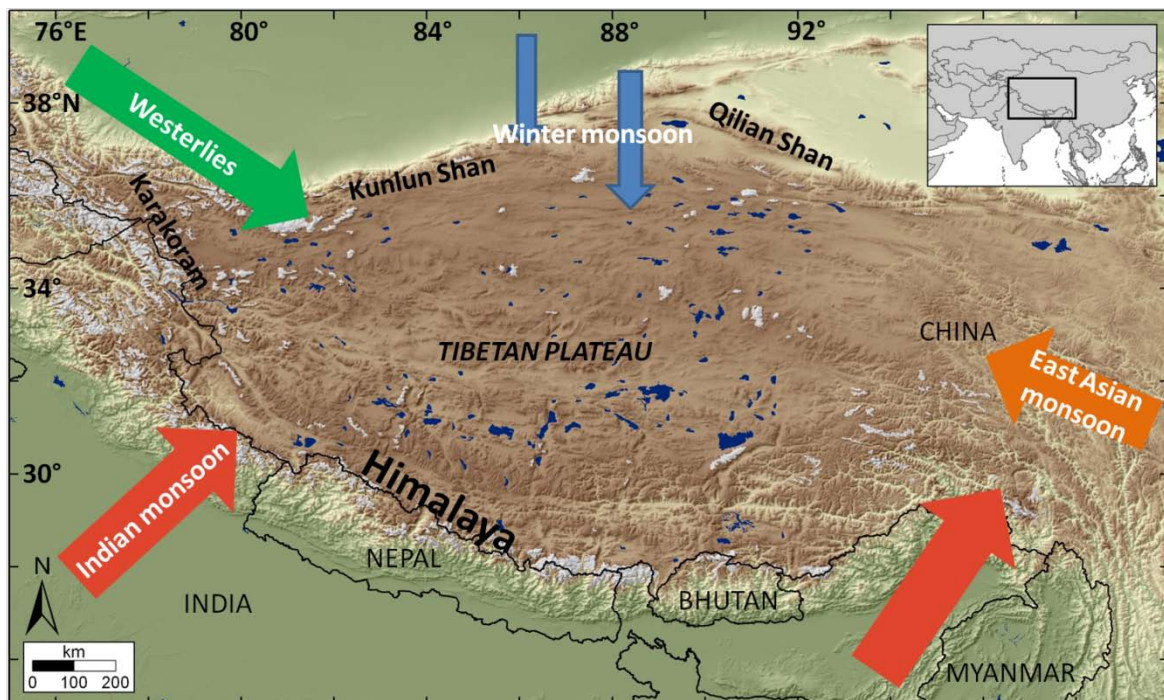 76°E 80° 84° 88° 92°
38°N
Westerlies
Winter monsoon
Qilian Shan
Kunlun Shan
Karakoram
34°
CHINA
TIBETAN PLATEAU
East Asian
monsoon
30°
Himalaya
Indian monsoon
NEPAL
N
INDIA
BHUTAN
km
0 100 200
MYANMAR